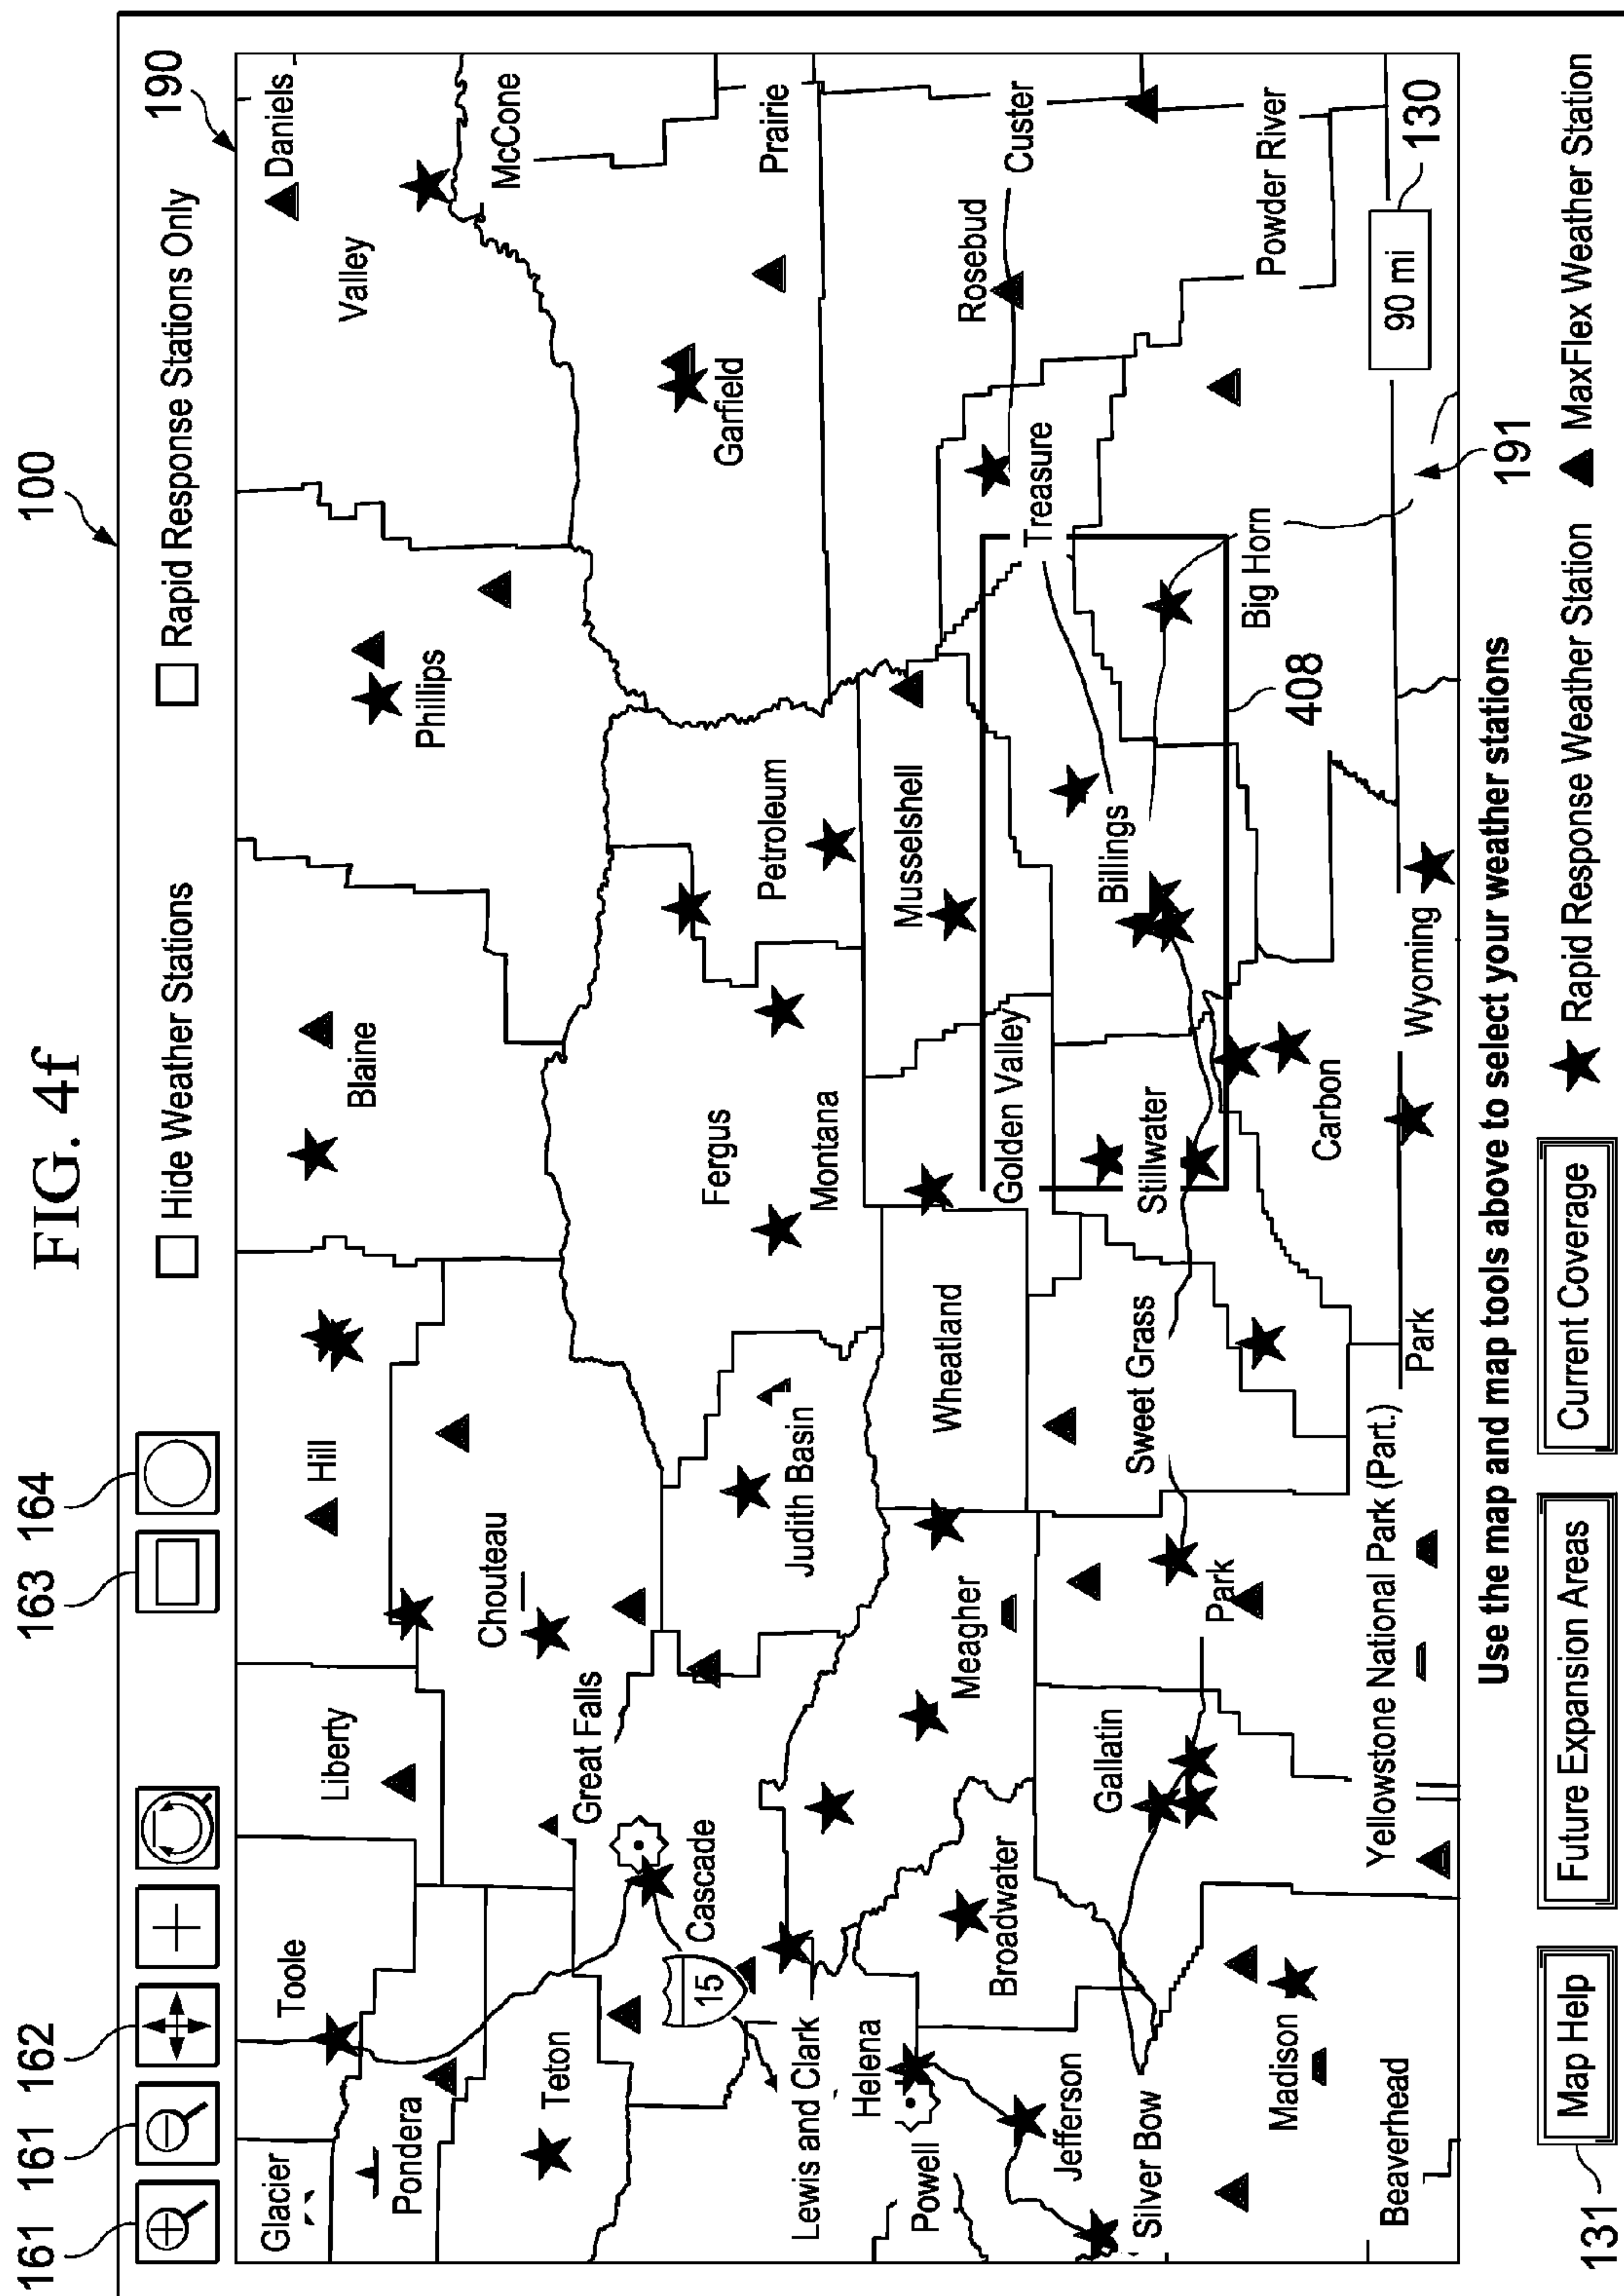 FIG. 4f
100
161
161
162
163
164
190
Hide Weather Stations
Rapid Response Stations Only
Glacier
Toole
Liberty
Hill
Blaine
Phillips
Valley
Daniels
Pondera
Chouteau
McCone
Teton
Great Falls
Cascade
15
Fergus
Petroleum
Garfield
Prairie
Lewis and Clark
Judith Basin
Montana
Helena
Powell
Meagher
Wheatland
Musselshell
Rosebud
Broadwater
Golden Valley
Treasure
Custer
Jefferson
Gallatin
Sweet Grass
Stillwater
Billings
Silver Bow
Park
Big Horn
Powder River
Madison
408
Carbon
Beaverhead
Yellowstone National Park (Part.)
Park
Wyoming
90 mi
130
191
Use the map and map tools above to select your weather stations
131
Map Help
Future Expansion Areas
Current Coverage
Rapid Response Weather Station
MaxFlex Weather Station